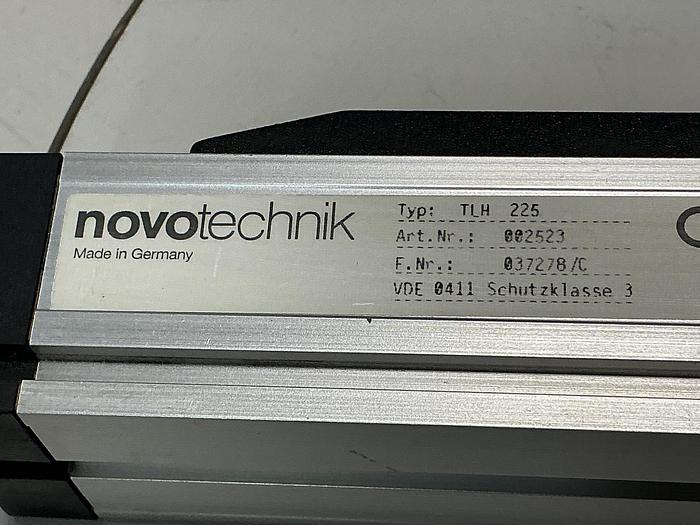 novotechnik
Made in Germany
Typ: TLH 225
Art.Nr.: 002523
F.Nr.: 037278/C
VDE 0411 Schutzklasse 3